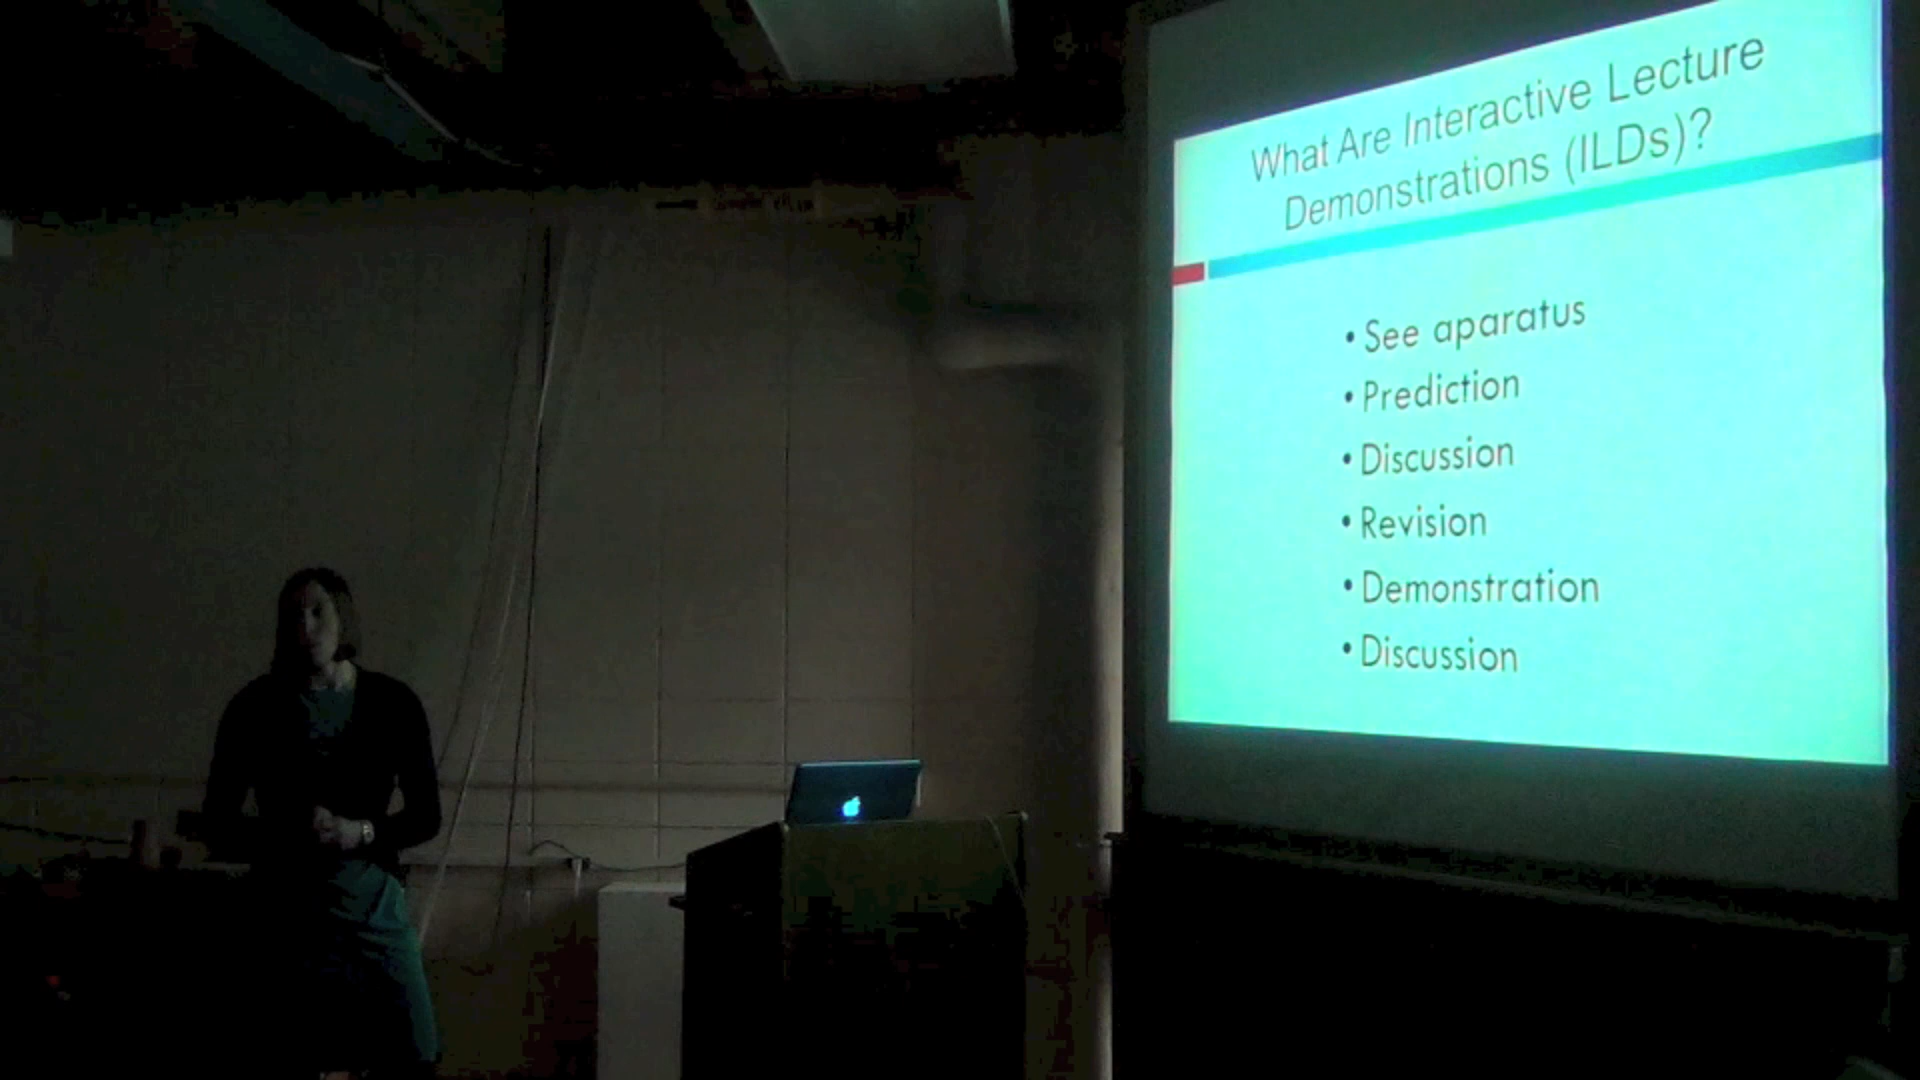 What Are Interactive Lecture
Demonstrations (ILDs)?
• See aparatus
• Prediction
• Discussion
• Revision
• Demonstration
• Discussion